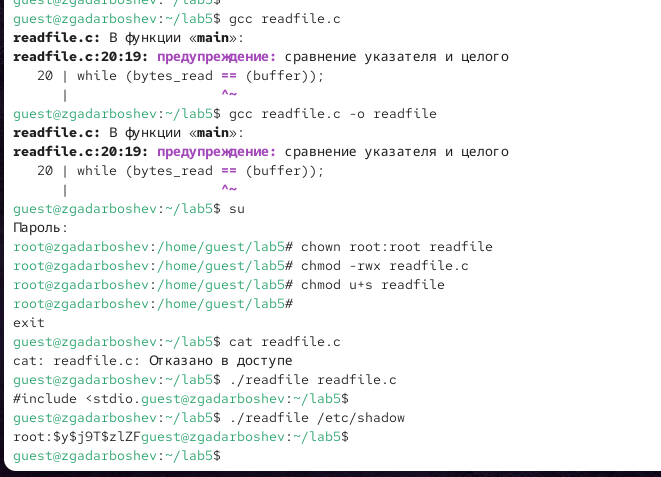 guest@zgadarboshev:~/lab5$
guest@zgadarboshev:~/lab5$ gcc readfile.c
readfile.c: В функции «main»:
readfile.c:20:19: предупреждение: сравнение указателя и целого
   20 | while (bytes_read == (buffer));
      |                   ^~
guest@zgadarboshev:~/lab5$ gcc readfile.c -o readfile
readfile.c: В функции «main»:
readfile.c:20:19: предупреждение: сравнение указателя и целого
   20 | while (bytes_read == (buffer));
      |                   ^~
guest@zgadarboshev:~/lab5$ su
Пароль:
root@zgadarboshev:/home/guest/lab5# chown root:root readfile
root@zgadarboshev:/home/guest/lab5# chmod -rwx readfile.c
root@zgadarboshev:/home/guest/lab5# chmod u+s readfile
root@zgadarboshev:/home/guest/lab5#
exit
guest@zgadarboshev:~/lab5$ cat readfile.c
cat: readfile.c: Отказано в доступе
guest@zgadarboshev:~/lab5$ ./readfile readfile.c
#include <stdio.guest@zgadarboshev:~/lab5$
guest@zgadarboshev:~/lab5$ ./readfile /etc/shadow
root:$y$j9T$zlZFguest@zgadarboshev:~/lab5$
guest@zgadarboshev:~/lab5$